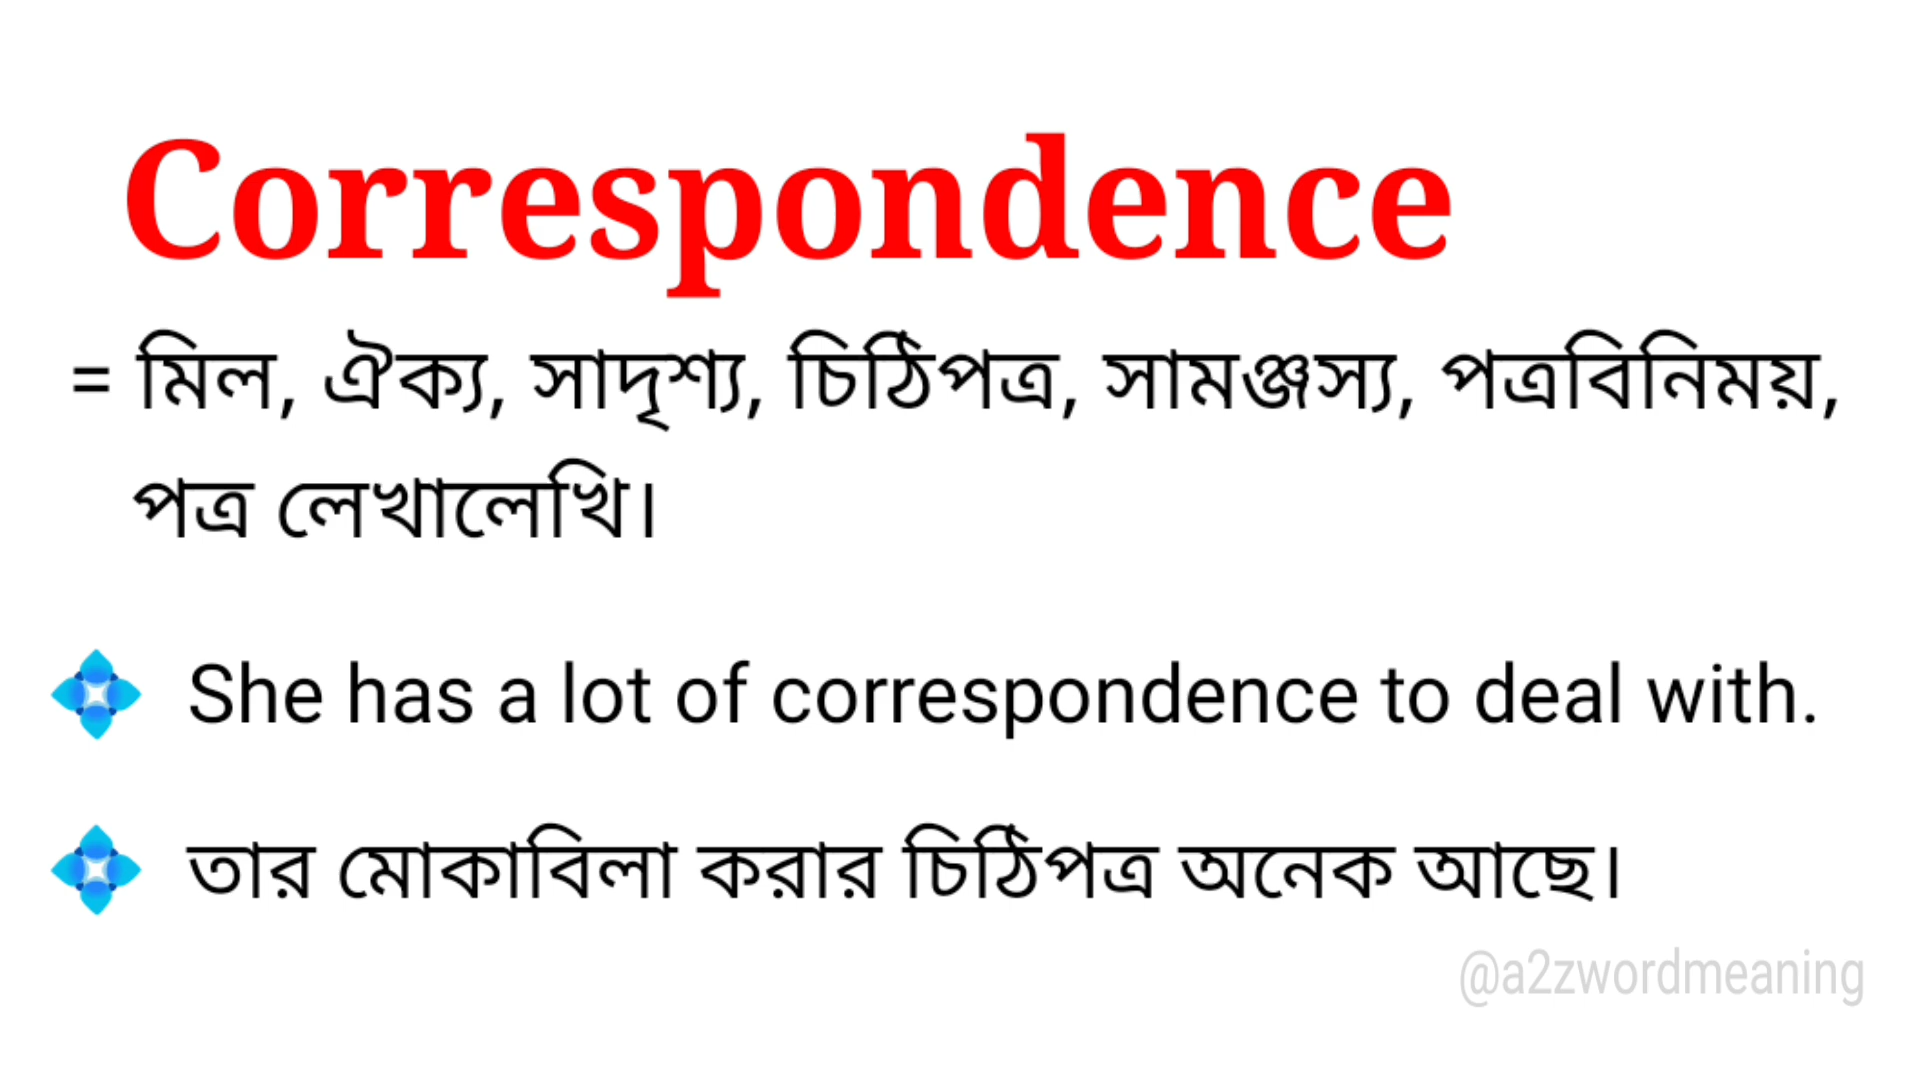 Correspondence
= মিল, ঐক্য, সাদৃশ্য, চিঠিপত্র, সামঞ্জস্য, পত্রবিনিময়,
পত্র লেখালেখি।
She has a lot of correspondence to deal with.
তার মোকাবিলা করার চিঠিপত্র অনেক আছে।
@a2zwordmeaning